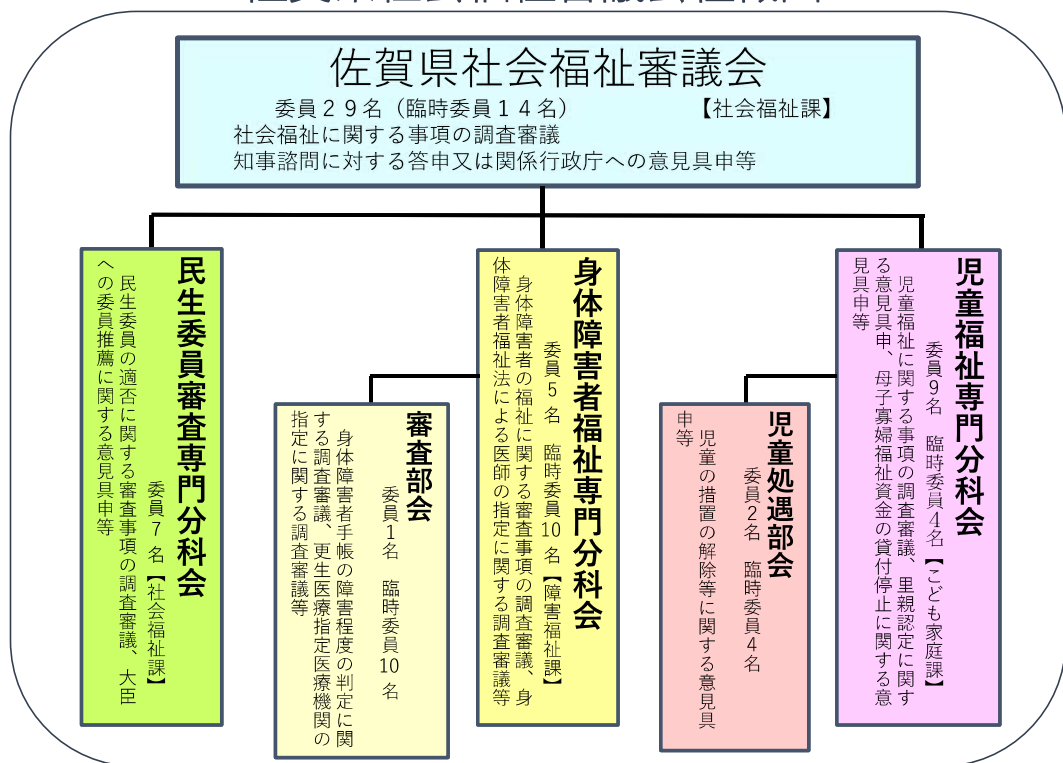 佐賀県社会福祉審議会
委員29名（臨時委員14名）　【社会福祉課】
社会福祉に関する事項の調査審議
知事諮問に対する答申又は関係行政庁への意見具申等
児童福祉専門分科会
委員9名　臨時委員4名【こども家庭課】
児童福祉に関する事項の調査審議、里親認定に関す
る意見具申、母子寡婦福祉資金の貸付停止に関する意
見具申等
児童処遇部会
委員2名　臨時委員4名
児童の措置の解除等に関する意見具
申等
身体障害者福祉専門分科会
委員5名　臨時委員10名【障害福祉課】
身体障害者の福祉に関する審査事項の調査審議、身
体障害者福祉法による医師の指定に関する調査審議等
審査部会
委員1名　臨時委員10名
身体障害者手帳の障害程度の判定に関
する調査審議、更生医療指定医療機関の
指定に関する調査審議等
民生委員審査専門分科会
委員7名【社会福祉課】
民生委員の適否に関する審査事項の調査審議、大臣
への委員推薦に関する意見具申等